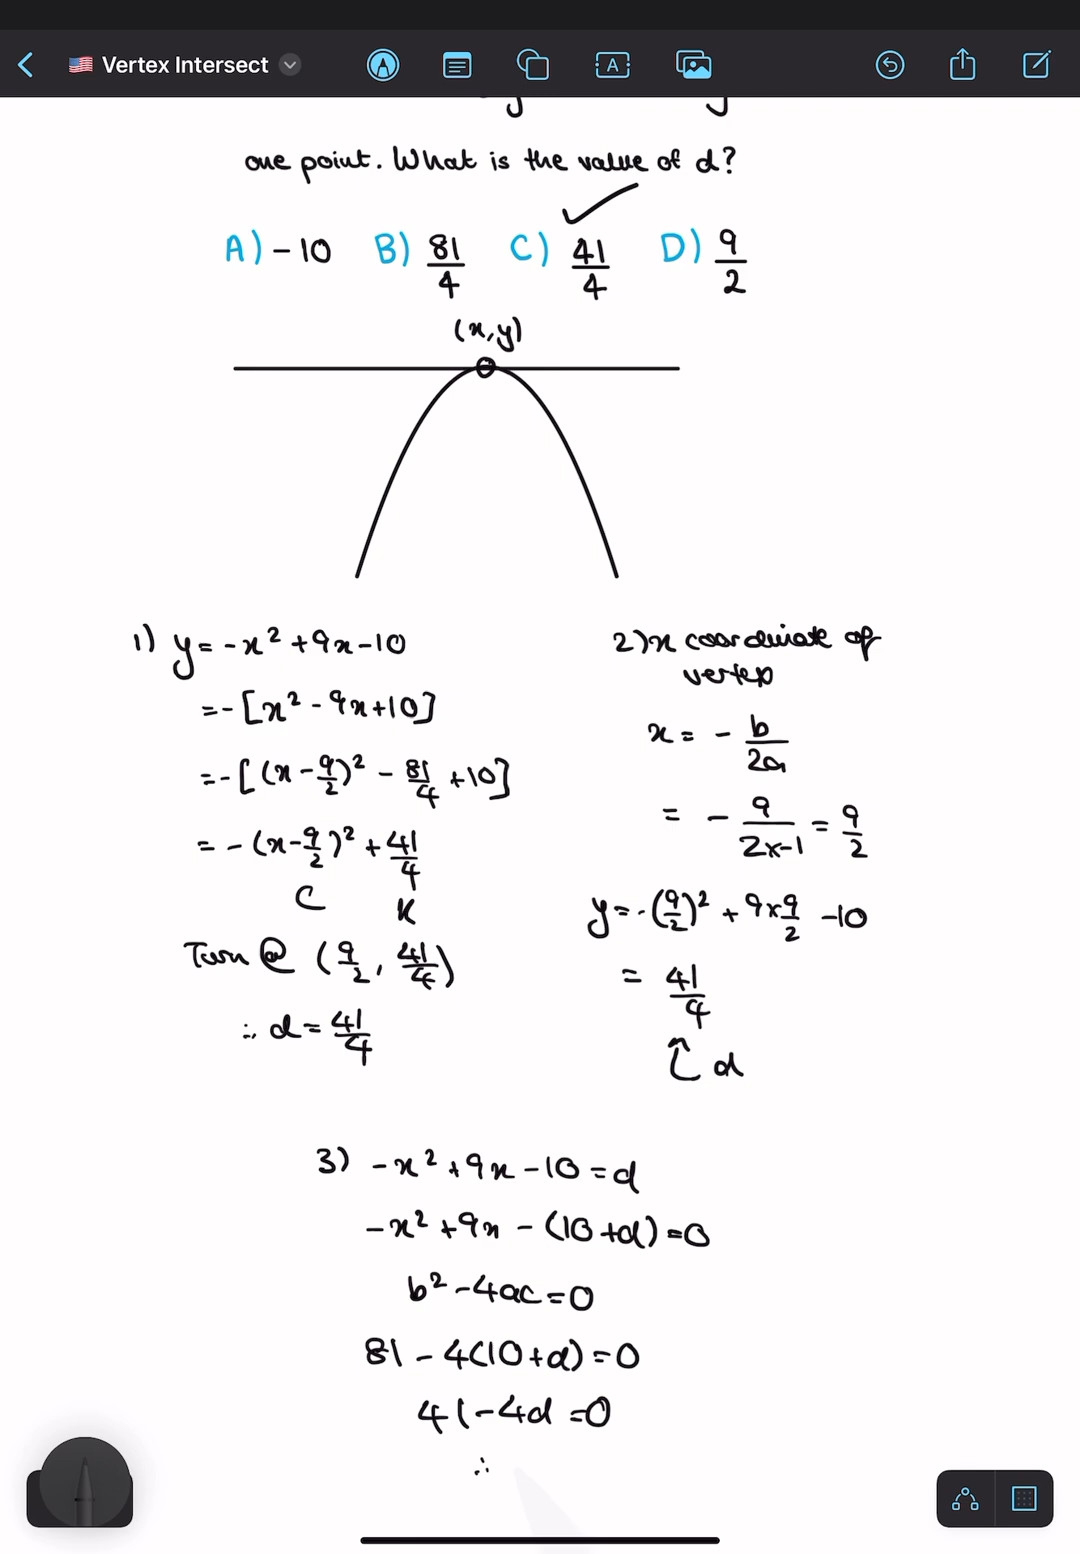 Vertex Intersect
A
one point. What is the value of d?
A) -10 B) 81/4 C) 41/4 D) 9/2
(x,y)
1) y = -x² + 9x - 10
= -[x² - 9x + 10]
= -[(x - 9/2)² - 81/4 + 10]
= -(x - 9/2)² + 41/4
C K
Turn @ (9/2, 41/4)
∴ d = 41/4
2) x coordinate of
vertex
x = - b/2a
= - 9/2x-1 = 9/2
y = -(9/2)² + 9 x 9/2 - 10
= 41/4
d
3) -x² + 9x - 10 = d
-x² + 9x - (10 + d) = 0
b² - 4ac = 0
81 - 4(10 + d) = 0
41 - 4d = 0
∴